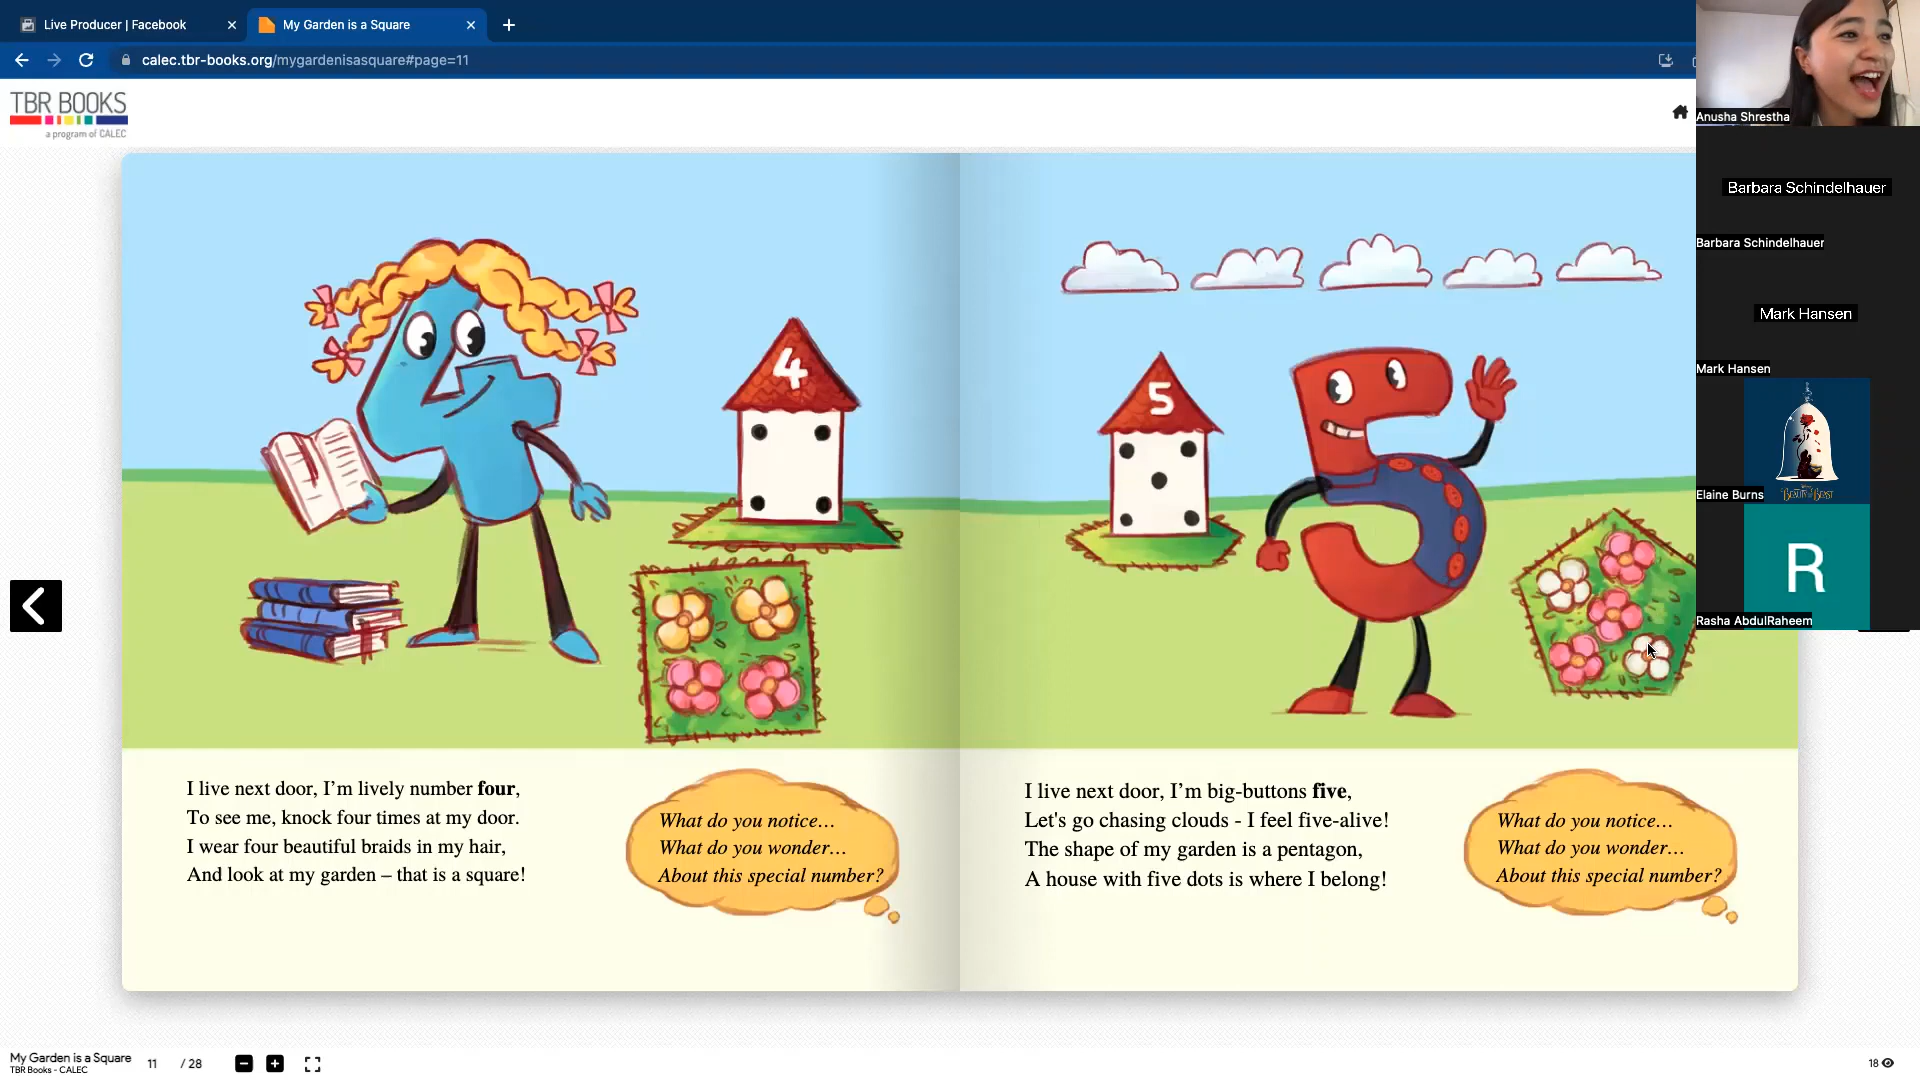 Live Producer | Facebook
My Garden is a Square
calec.tbr-books.org/mygardenisasquare#page=11
TBR BOOKS
a program of CALEC
Anusha Shrestha
Barbara Schindelhauer
Barbara Schindelhauer
Mark Hansen
Mark Hansen
Beauty and the Beast
Elaine Burns
R
Rasha AbdulRaheem
4
5
I live next door, I'm lively number four,
To see me, knock four times at my door.
I wear four beautiful braids in my hair,
And look at my garden – that is a square!
What do you notice...
What do you wonder...
About this special number?
I live next door, I'm big-buttons five,
Let's go chasing clouds - I feel five-alive!
The shape of my garden is a pentagon,
A house with five dots is where I belong!
What do you notice...
What do you wonder...
About this special number?
My Garden is a Square
TBR Books - CALEC
11 / 28
18